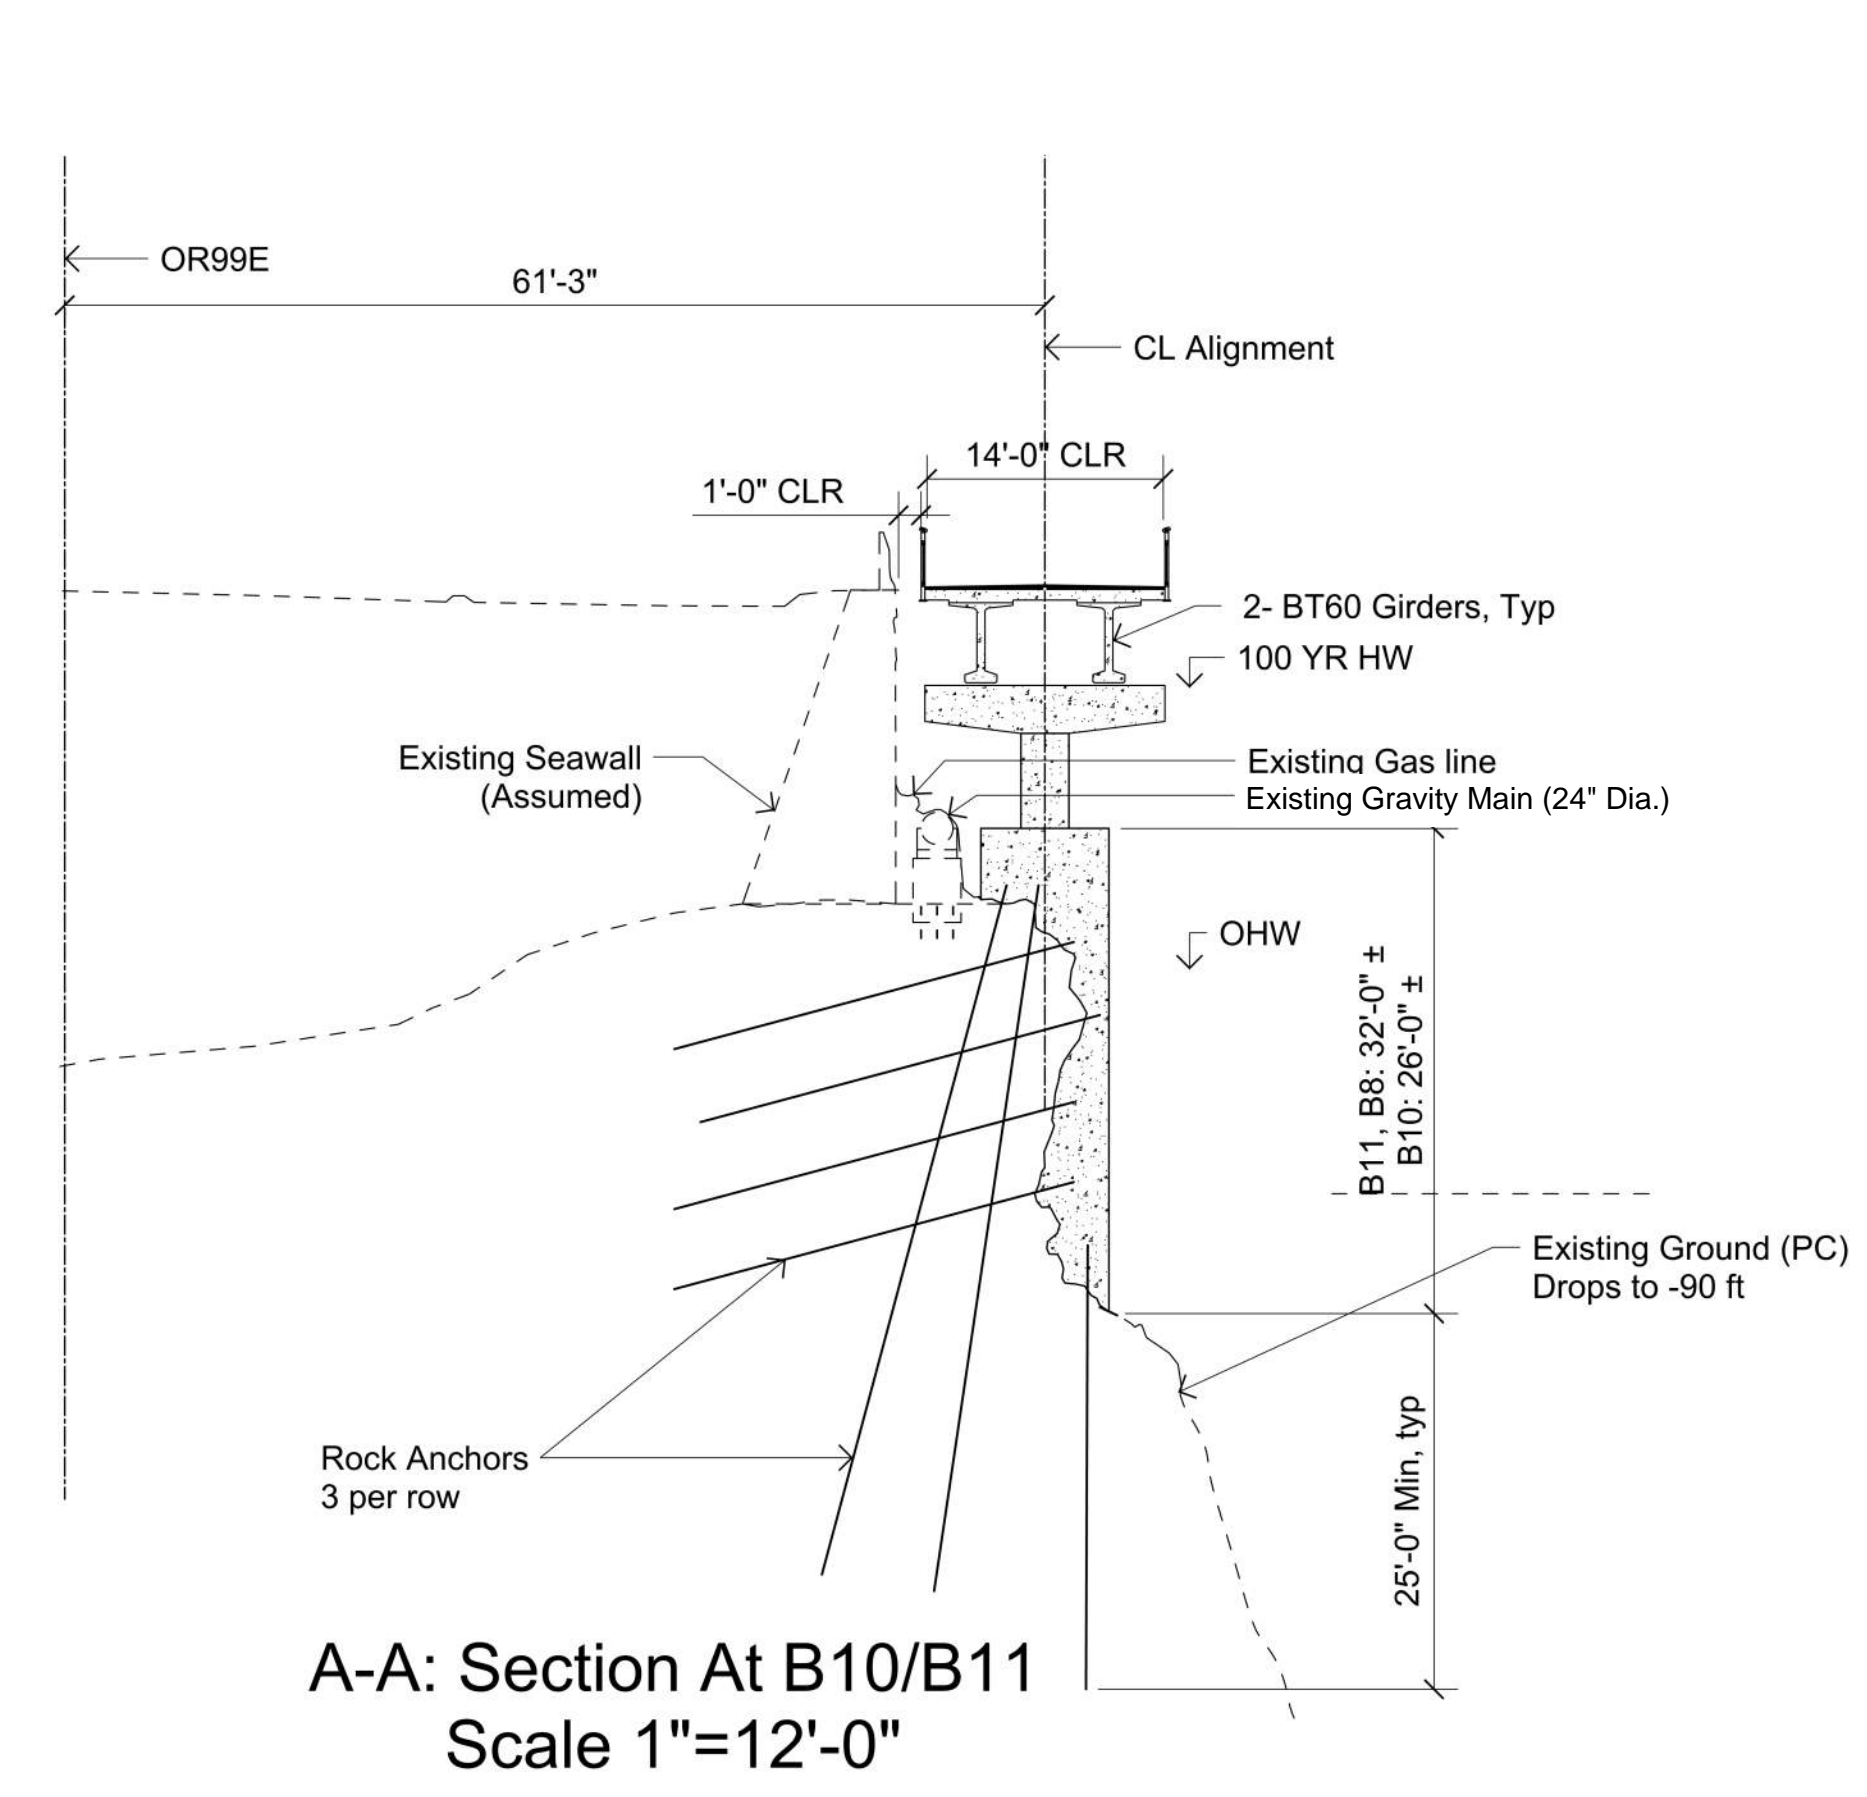 OR99E
61'-3"
CL Alignment
14'-0" CLR
1'-0" CLR
2- BT60 Girders, Typ
100 YR HW
Existing Seawall
(Assumed)
Existing Gas line
Existing Gravity Main (24" Dia.)
OHW
B11, B8: 32'-0" ±
B10: 26'-0" ±
Existing Ground (PC)
Drops to -90 ft
25'-0" Min, typ
Rock Anchors
3 per row
A-A: Section At B10/B11
Scale 1"=12'-0"